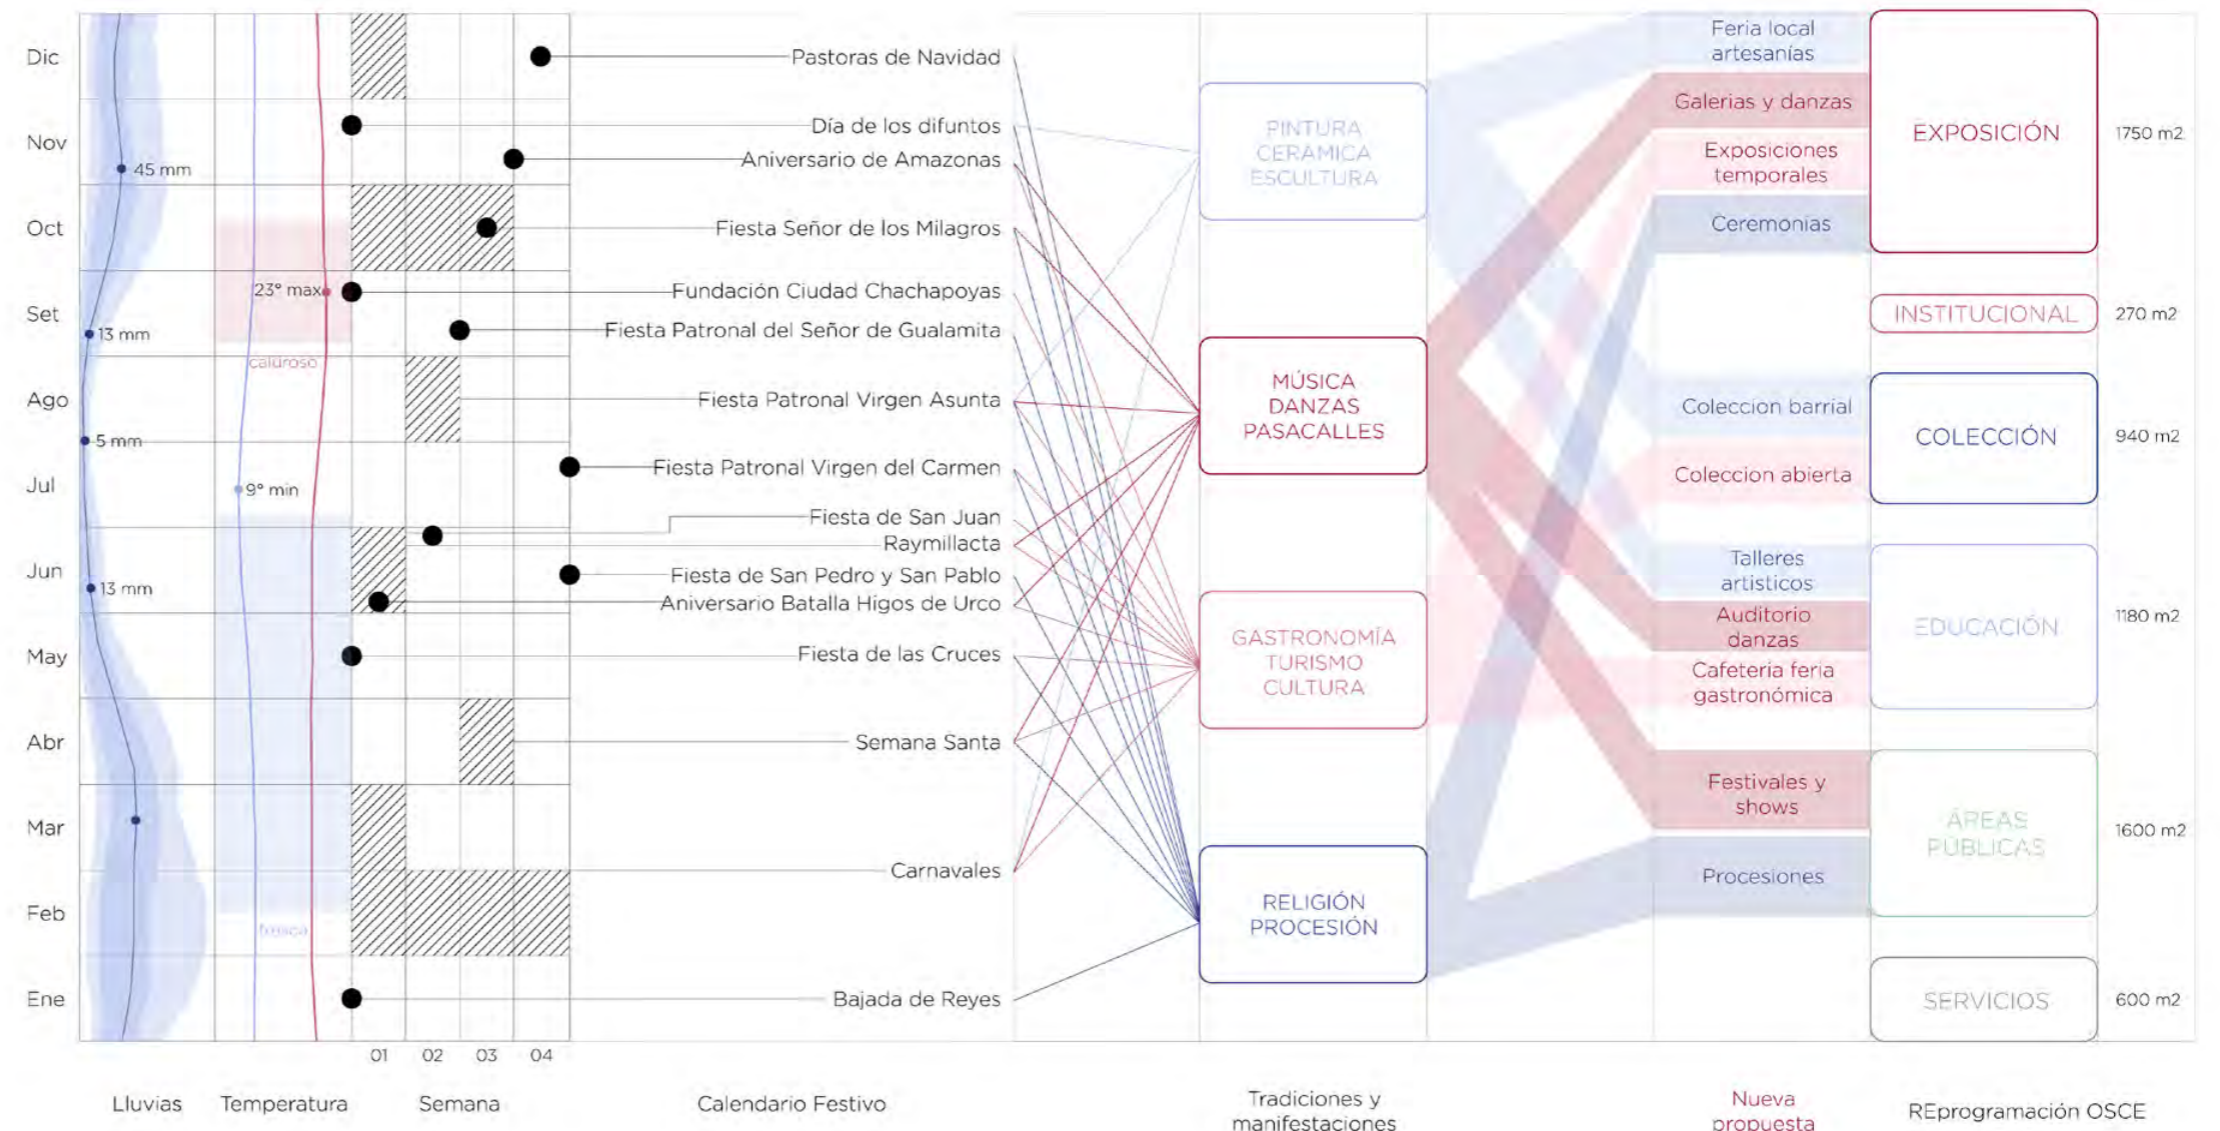 Dic
Nov
Oct
Set
Ago
Jul
Jun
May
Abr
Mar
Feb
Ene
45 mm
13 mm
5 mm
13 mm
23° max
caluroso
9° min
fresco
01 02 03 04
Pastoras de Navidad
Día de los difuntos
Aniversario de Amazonas
Fiesta Señor de los Milagros
Fundación Ciudad Chachapoyas
Fiesta Patronal del Señor de Gualamita
Fiesta Patronal Virgen Asunta
Fiesta Patronal Virgen del Carmen
Fiesta de San Juan
Raymillacta
Fiesta de San Pedro y San Pablo
Aniversario Batalla Higos de Urco
Fiesta de las Cruces
Semana Santa
Carnavales
Bajada de Reyes
PINTURA
CERÁMICA
ESCULTURA
MÚSICA
DANZAS
PASACALLES
GASTRONOMÍA
TURISMO
CULTURA
RELIGIÓN
PROCESIÓN
Feria local
artesanías
Galerias y danzas
Exposiciones
temporales
Ceremonias
Coleccion barrial
Coleccion abierta
Talleres
artisticos
Auditorio
danzas
Cafeteria feria
gastronómica
Festivales y
shows
Procesiones
EXPOSICIÓN
1750 m2
INSTITUCIONAL
270 m2
COLECCIÓN
940 m2
EDUCACIÓN
1180 m2
ÁREAS
PÚBLICAS
1600 m2
SERVICIOS
600 m2
Lluvias
Temperatura
Semana
Calendario Festivo
Tradiciones y
manifestaciones
Nueva
propuesta
REprogramación OSCE